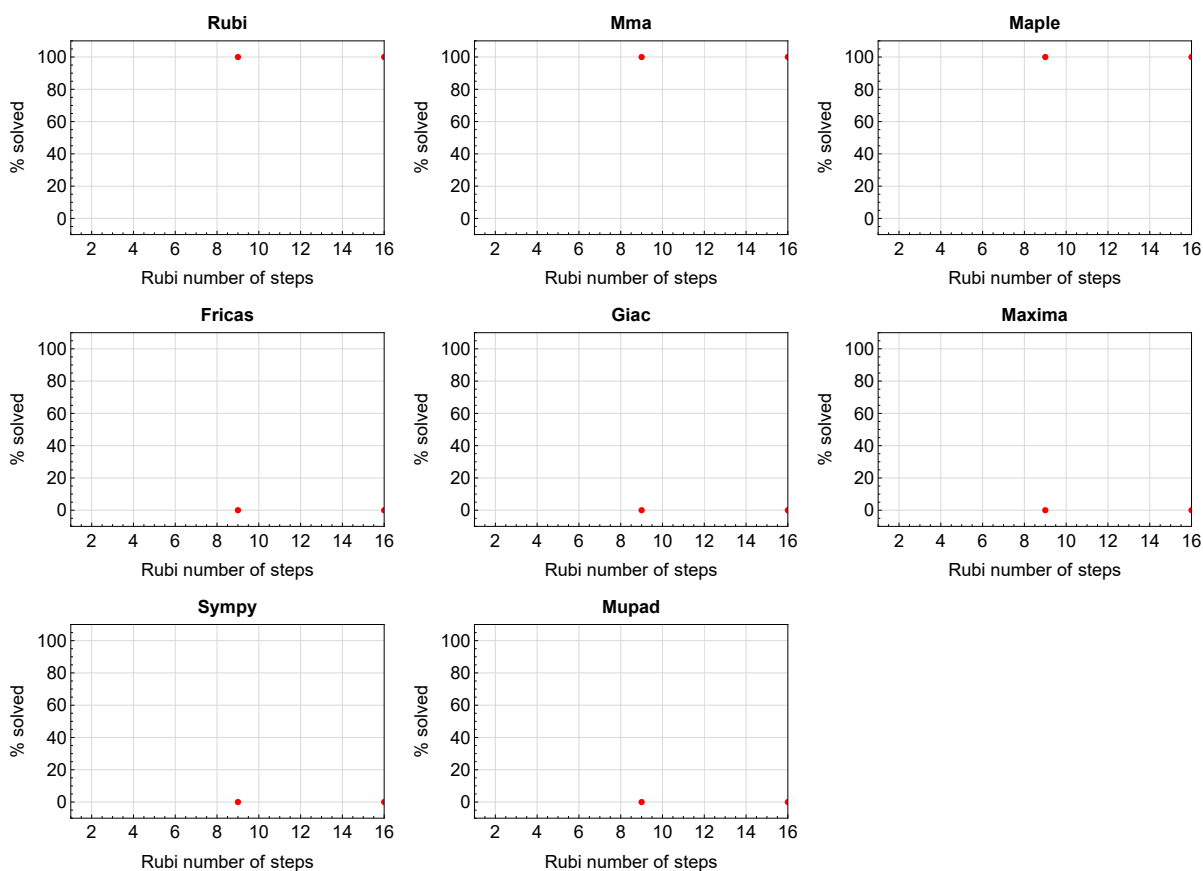 Rubi Mma Maple
100 100 100
80 80 80
60 60 60
40 40 40
20 20 20
0 0 0
% solved % solved % solved
2 4 6 8 10 12 14 16 2 4 6 8 10 12 14 16 2 4 6 8 10 12 14 16
Rubi number of steps Rubi number of steps Rubi number of steps
Fricas Giac Maxima
100 100 100
80 80 80
60 60 60
40 40 40
20 20 20
0 0 0
% solved % solved % solved
2 4 6 8 10 12 14 16 2 4 6 8 10 12 14 16 2 4 6 8 10 12 14 16
Rubi number of steps Rubi number of steps Rubi number of steps
Sympy Mupad
100 100
80 80
60 60
40 40
20 20
0 0
% solved % solved
2 4 6 8 10 12 14 16 2 4 6 8 10 12 14 16
Rubi number of steps Rubi number of steps